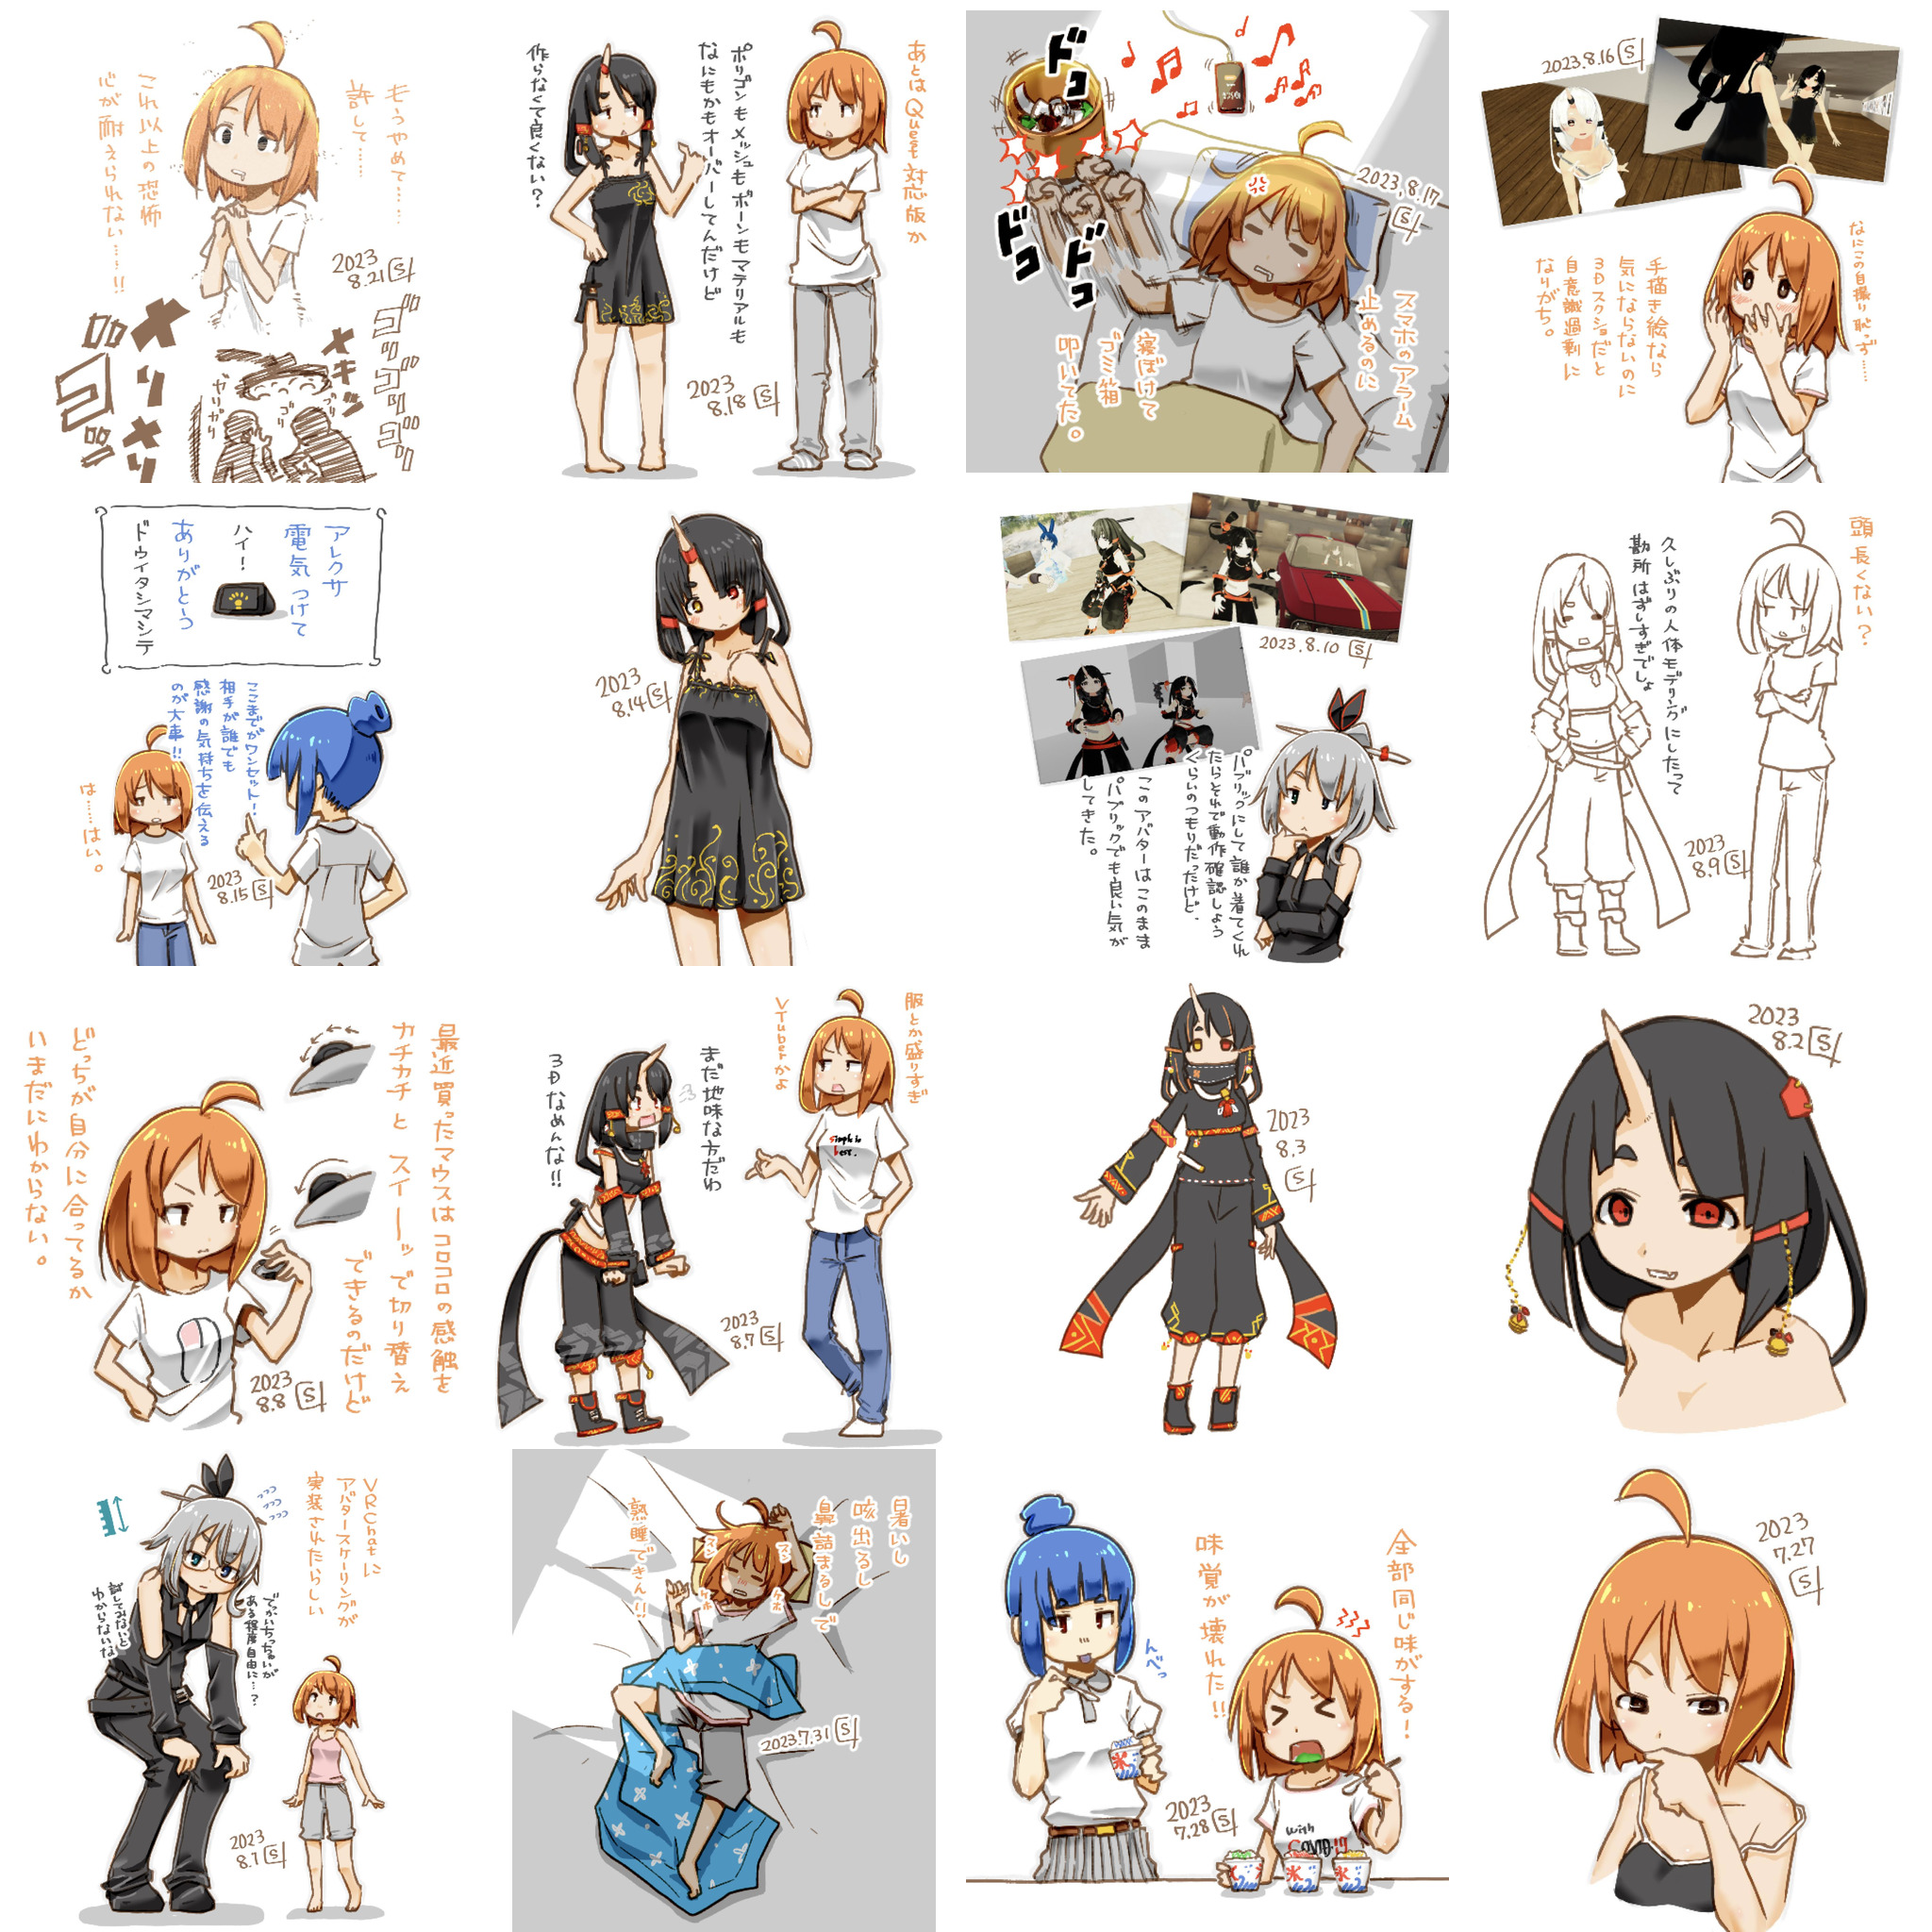 もうやめて……
許して……
これ以上の恐怖
心が耐えられない……!!
2023
8.21 S
ゴッゴッゴッ
メキッ
メリメリ
ゴッ
ガリガリ
あとはQuest対応版か
ポリゴンもメッシュもボーンもマテリアルも
なにもかもオーバーしてんだけど
作らなくて良くない?
2023
8.18 S
ドコ
ドコ
ドコ
2023.8.17
S
スマホのアラーム
止めるのに
寝ぼけて
ゴミ箱
叩いてた。
2023.8.16 S
なにこの自撮り恥っず……
手描き絵なら
気にならないのに
3Dスクショだと
自意識過剰に
なりがち。
アレクサ
電気つけて
ハイ!
ありがとう
ドウイタシマシテ
ここまでがワンセット!
相手が誰でも
感謝の気持ちを伝える
のが大事!!
は……はい。
2023
8.15 S
2023
8.14 S
2023.8.10 S
パブリックにして誰か着てくれ
たらそれで動作確認しよう
くらいのつもりだったけど、
このアバターはこのまま
パブリックでも良い気が
してきた。
頭長くない?
久しぶりの人体モデリングにしたって
勘所はずしすぎでしょ
2023
8.9 S
最近買ったマウスはコロコロの感触を
カチカチと スイーッで切り替え
できるのだけど
どっちが自分に合ってるか
いまだにわからない。
2023
8.8 S
服とか盛りすぎ
VTuberかよ
まだ地味な方だわ
3Dなめんな!!
simple is
best.
2023
8.7 S
2023
8.3
S
2023
8.2 S
VRChatに
アバタースケーリングが
実装されたらしい
でっかいちっちゃいが
ある程度自由に…?
試してみないと
わからないな
2023
8.1 S
暑いし
咳出るし
鼻詰まるしで
熟睡できん!!
スン
スン
ケホ
ケホ
2023.7.31 S
全部同じ味がする!
味覚が壊れた!!
んべっ
氷
with
COVID-19
氷
氷
氷
2023
7.28 S
2023
7.27
S